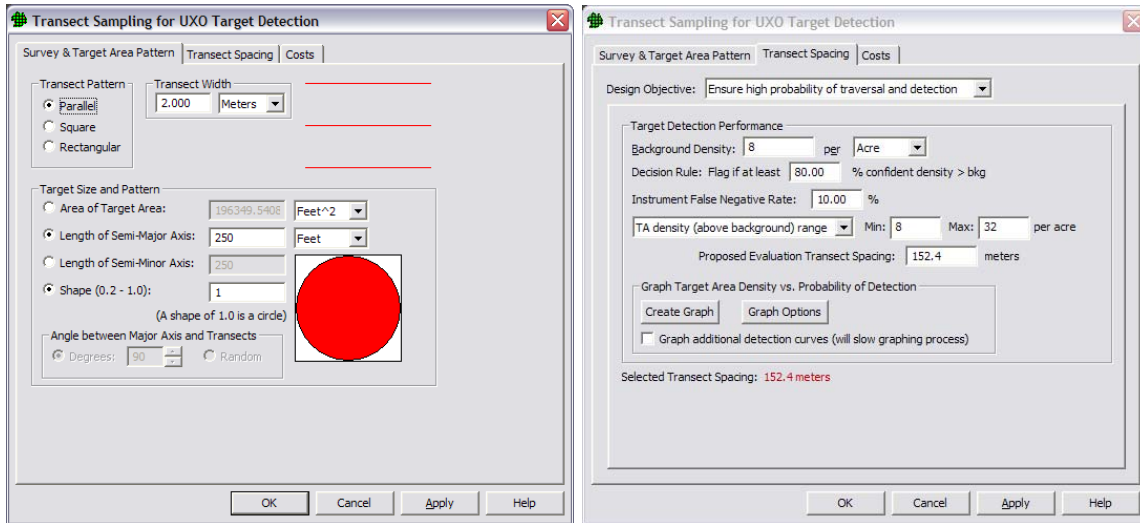 Transect Sampling for UXO Target Detection
Survey & Target Area Pattern Transect Spacing Costs
Transect Pattern
Parallel
Square
Rectangular
Transect Width
2.000 Meters
Target Size and Pattern
Area of Target Area: 196349.5408 Feet^2
Length of Semi-Major Axis: 250 Feet
Length of Semi-Minor Axis: 250
Shape (0.2 - 1.0): 1
(A shape of 1.0 is a circle)
Angle between Major Axis and Transects
Degrees: 90 Random
OK Cancel Apply Help
Transect Sampling for UXO Target Detection
Survey & Target Area Pattern Transect Spacing Costs
Design Objective: Ensure high probability of traversal and detection
Target Detection Performance
Background Density: 8 per Acre
Decision Rule: Flag if at least 80.00 % confident density > bkg
Instrument False Negative Rate: 10.00 %
TA density (above background) range Min: 8 Max: 32 per acre
Proposed Evaluation Transect Spacing: 152.4 meters
Graph Target Area Density vs. Probability of Detection
Create Graph Graph Options
Graph additional detection curves (will slow graphing process)
Selected Transect Spacing: 152.4 meters
OK Cancel Apply Help